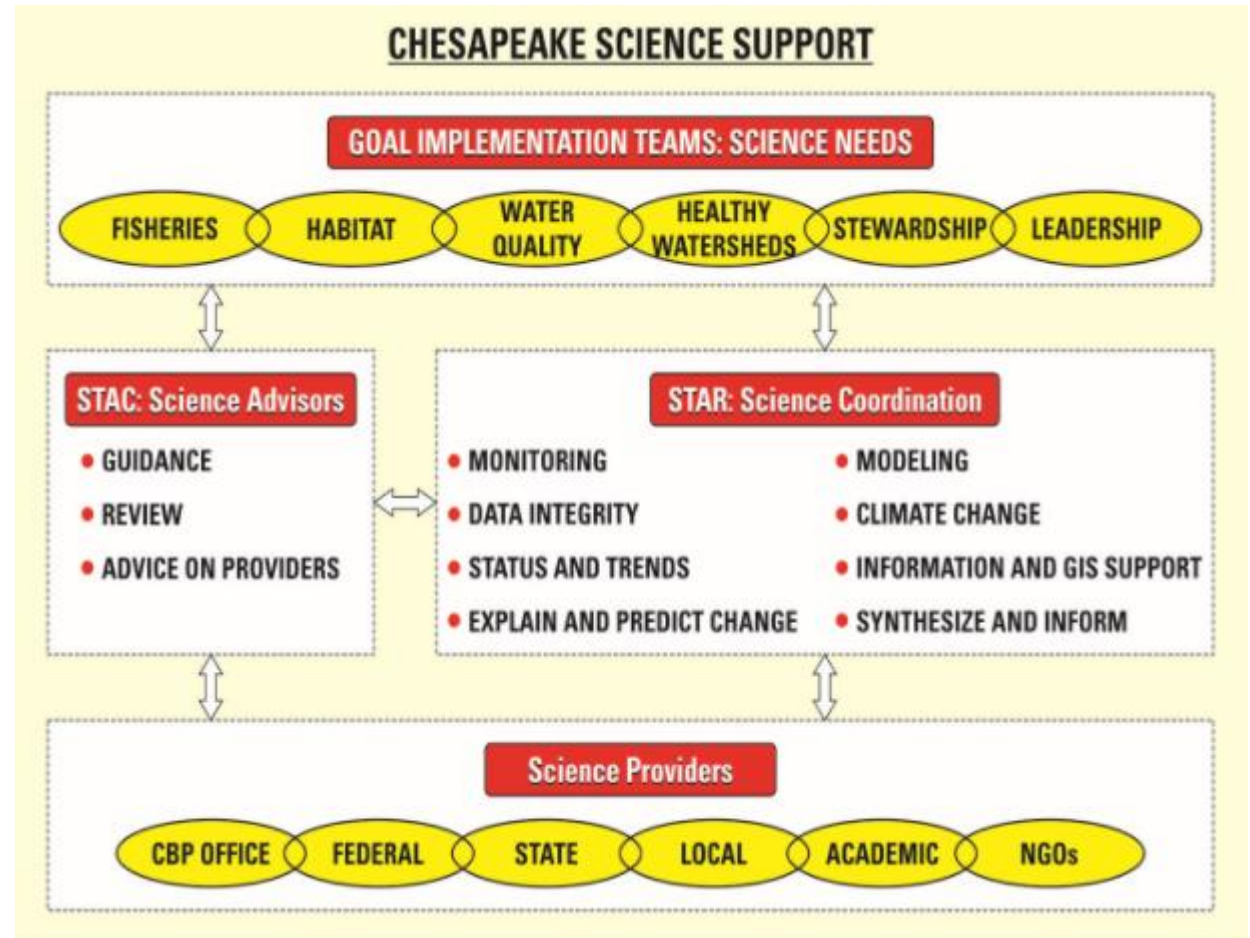 CHESAPEAKE SCIENCE SUPPORT
GOAL IMPLEMENTATION TEAMS: SCIENCE NEEDS
FISHERIES
HABITAT
WATER
QUALITY
HEALTHY
WATERSHEDS
STEWARDSHIP
LEADERSHIP
STAC: Science Advisors
• GUIDANCE
• REVIEW
• ADVICE ON PROVIDERS
STAR: Science Coordination
• MONITORING
• DATA INTEGRITY
• STATUS AND TRENDS
• EXPLAIN AND PREDICT CHANGE
• MODELING
• CLIMATE CHANGE
• INFORMATION AND GIS SUPPORT
• SYNTHESIZE AND INFORM
Science Providers
CBP OFFICE
FEDERAL
STATE
LOCAL
ACADEMIC
NGOs